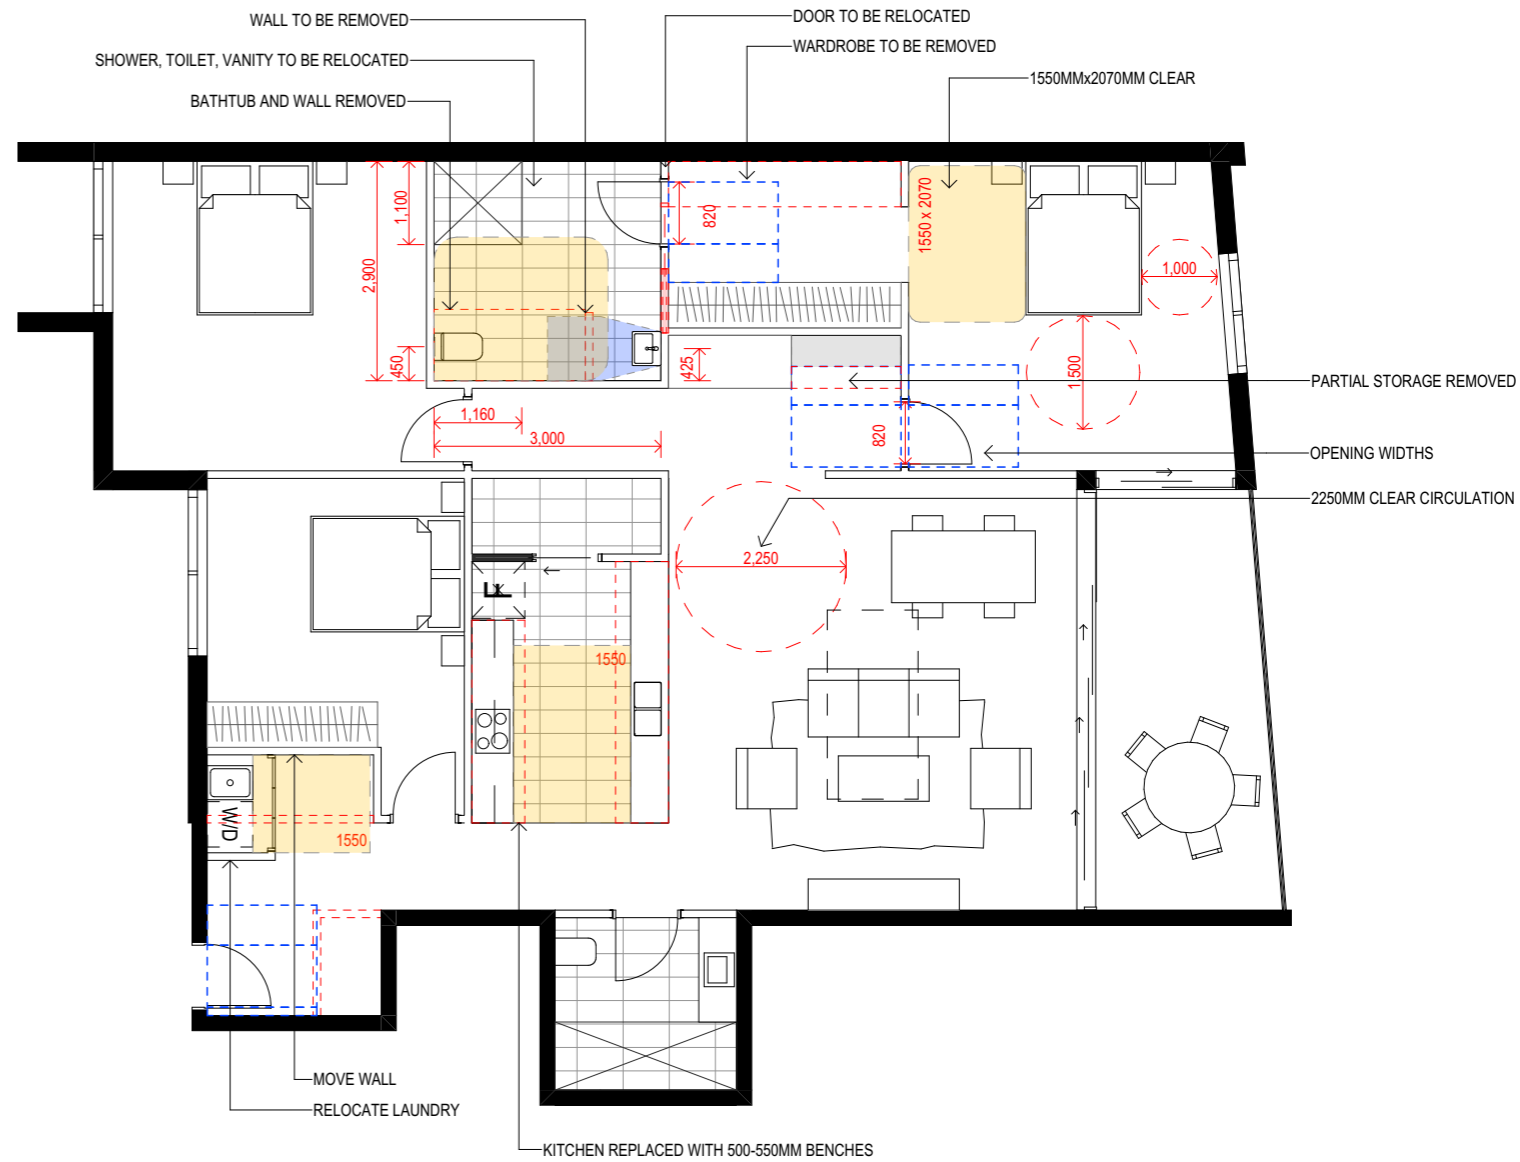 WALL TO BE REMOVED
DOOR TO BE RELOCATED
WARDROBE TO BE REMOVED
SHOWER, TOILET, VANITY TO BE RELOCATED
1550MMx2070MM CLEAR
BATHTUB AND WALL REMOVED
1,100
820
1550 x 2070
2,900
1,000
450
425
1,500
PARTIAL STORAGE REMOVED
1,160
3,000
820
OPENING WIDTHS
2250MM CLEAR CIRCULATION
2,250
F
1550
W/D
1550
MOVE WALL
RELOCATE LAUNDRY
KITCHEN REPLACED WITH 500-550MM BENCHES